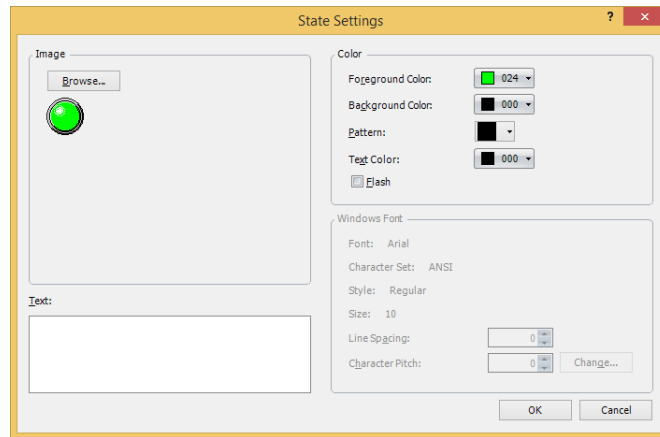 State Settings
?
Image
Browse...
Text:
Color
Foreground Color: 024
Background Color: 000
Pattern:
Text Color: 000
Flash
Windows Font
Font: Arial
Character Set: ANSI
Style: Regular
Size: 10
Line Spacing: 0
Character Pitch: 0 Change...
OK Cancel